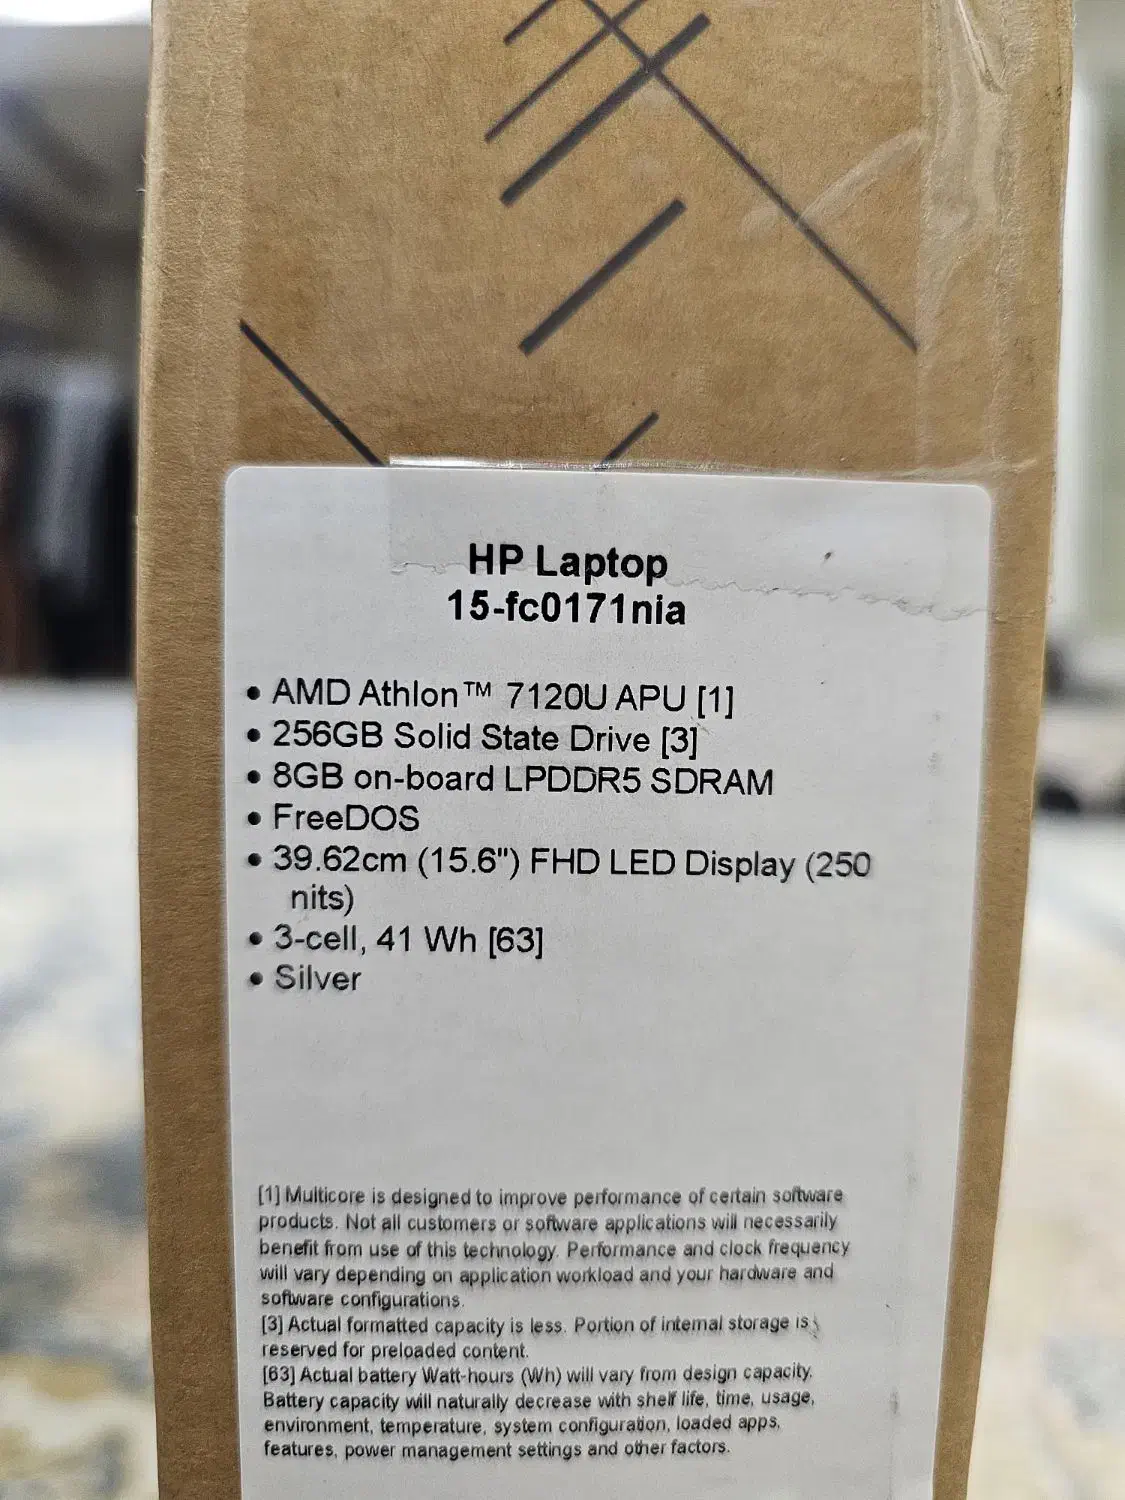 HP Laptop
15-fc0171nia
• AMD Athlon™ 7120U APU [1]
• 256GB Solid State Drive [3]
• 8GB on-board LPDDR5 SDRAM
• FreeDOS
• 39.62cm (15.6") FHD LED Display (250
nits)
• 3-cell, 41 Wh [63]
• Silver
[1] Multicore is designed to improve performance of certain software
products. Not all customers or software applications will necessarily
benefit from use of this technology. Performance and clock frequency
will vary depending on application workload and your hardware and
software configurations.
[3] Actual formatted capacity is less. Portion of internal storage is
reserved for preloaded content.
[63] Actual battery Watt-hours (Wh) will vary from design capacity.
Battery capacity will naturally decrease with shelf life, time, usage,
environment, temperature, system configuration, loaded apps,
features, power management settings and other factors.